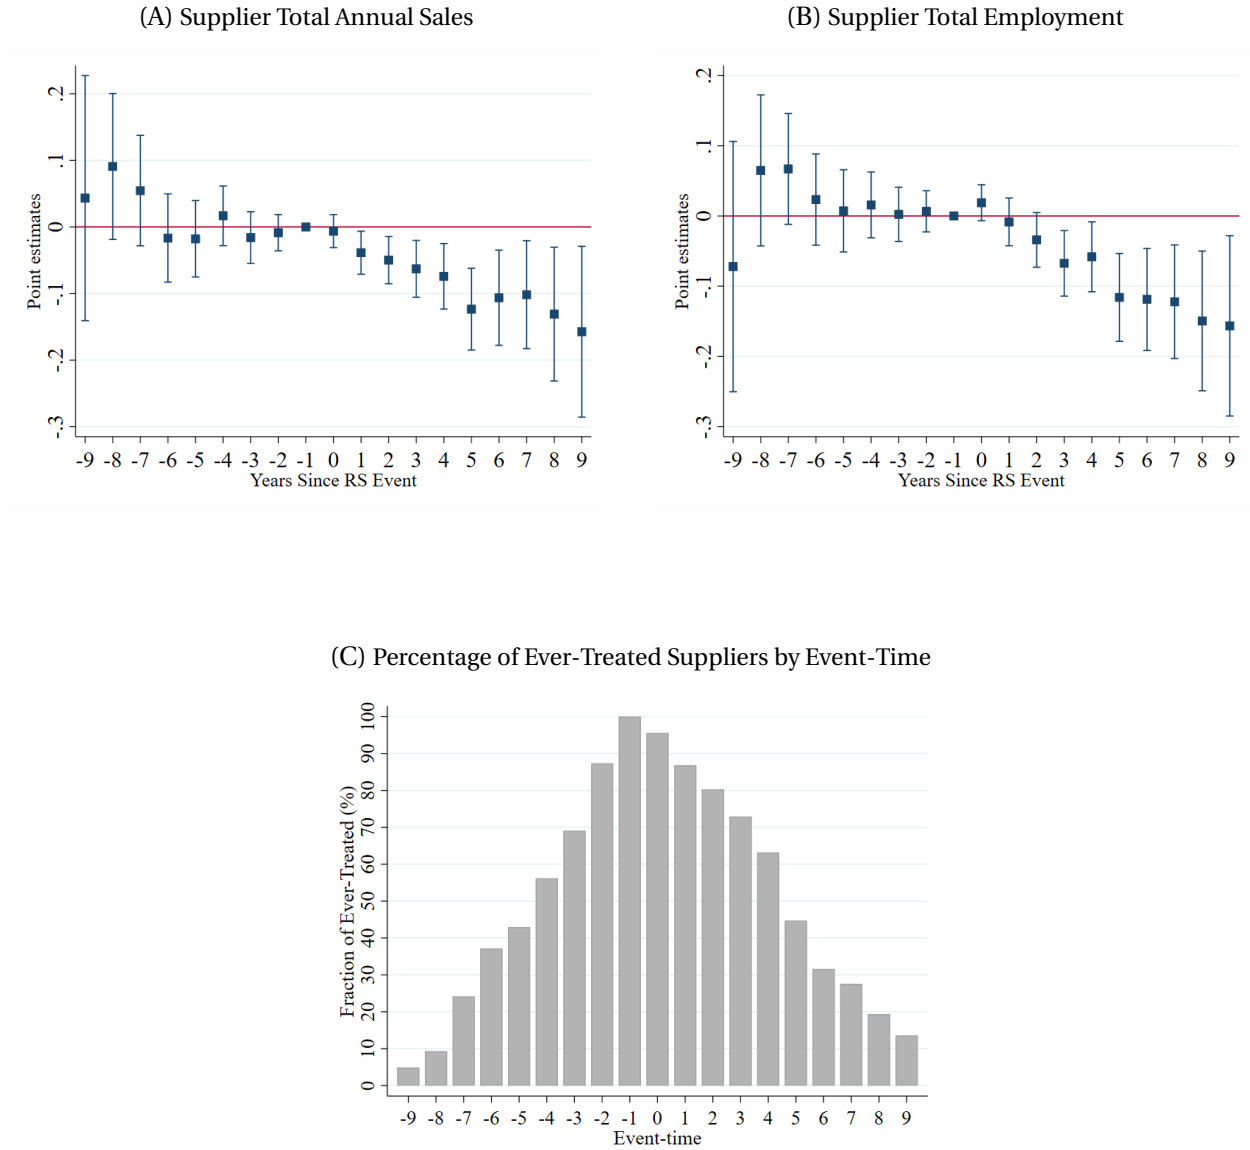 (A) Supplier Total Annual Sales
Point estimates
.2
.1
0
-.1
-.2
-.3
-9 -8 -7 -6 -5 -4 -3 -2 -1 0 1 2 3 4 5 6 7 8 9
Years Since RS Event
(B) Supplier Total Employment
Point estimates
.2
.1
0
-.1
-.2
-.3
-9 -8 -7 -6 -5 -4 -3 -2 -1 0 1 2 3 4 5 6 7 8 9
Years Since RS Event
(C) Percentage of Ever-Treated Suppliers by Event-Time
Fraction of Ever-Treated (%)
100
90
80
70
60
50
40
30
20
10
0
-9 -8 -7 -6 -5 -4 -3 -2 -1 0 1 2 3 4 5 6 7 8 9
Event-time